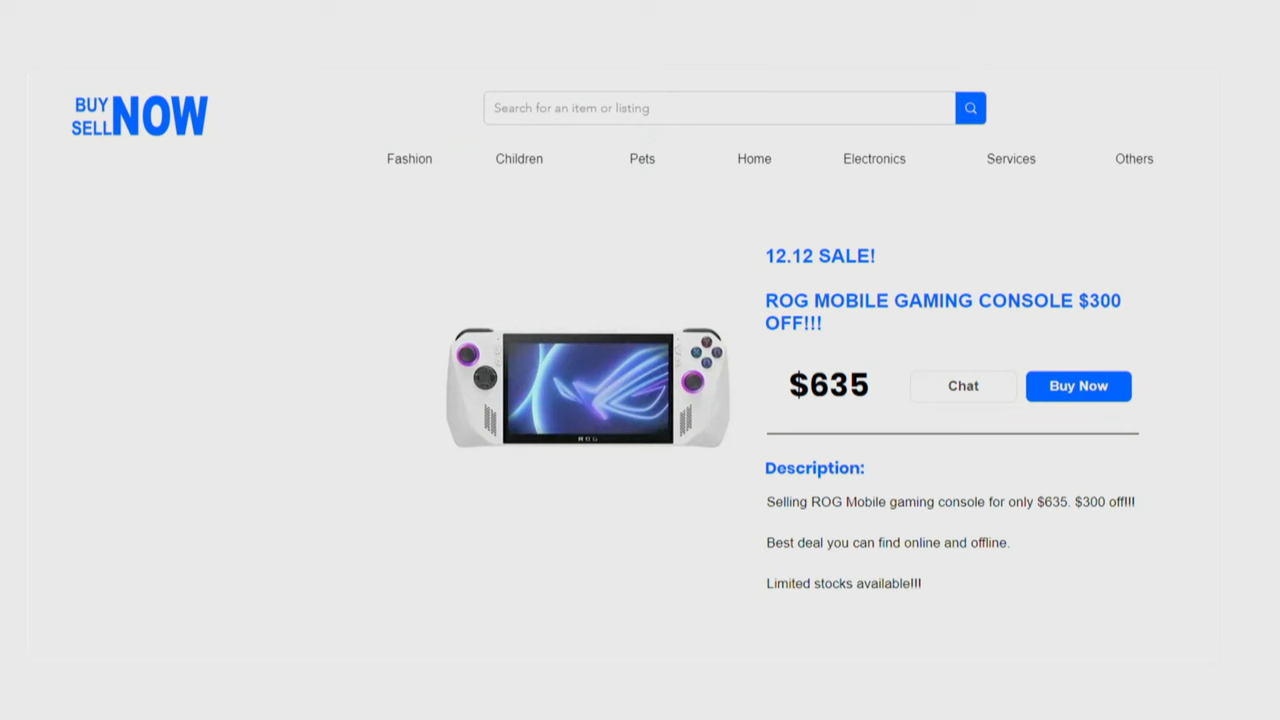 BUY
SELL
NOW
Search for an item or listing
Fashion Children Pets Home Electronics Services Others
12.12 SALE!
ROG MOBILE GAMING CONSOLE $300
OFF!!!
$635 Chat Buy Now
ROG
Description:
Selling ROG Mobile gaming console for only $635. $300 off!!!
Best deal you can find online and offline.
Limited stocks available!!!